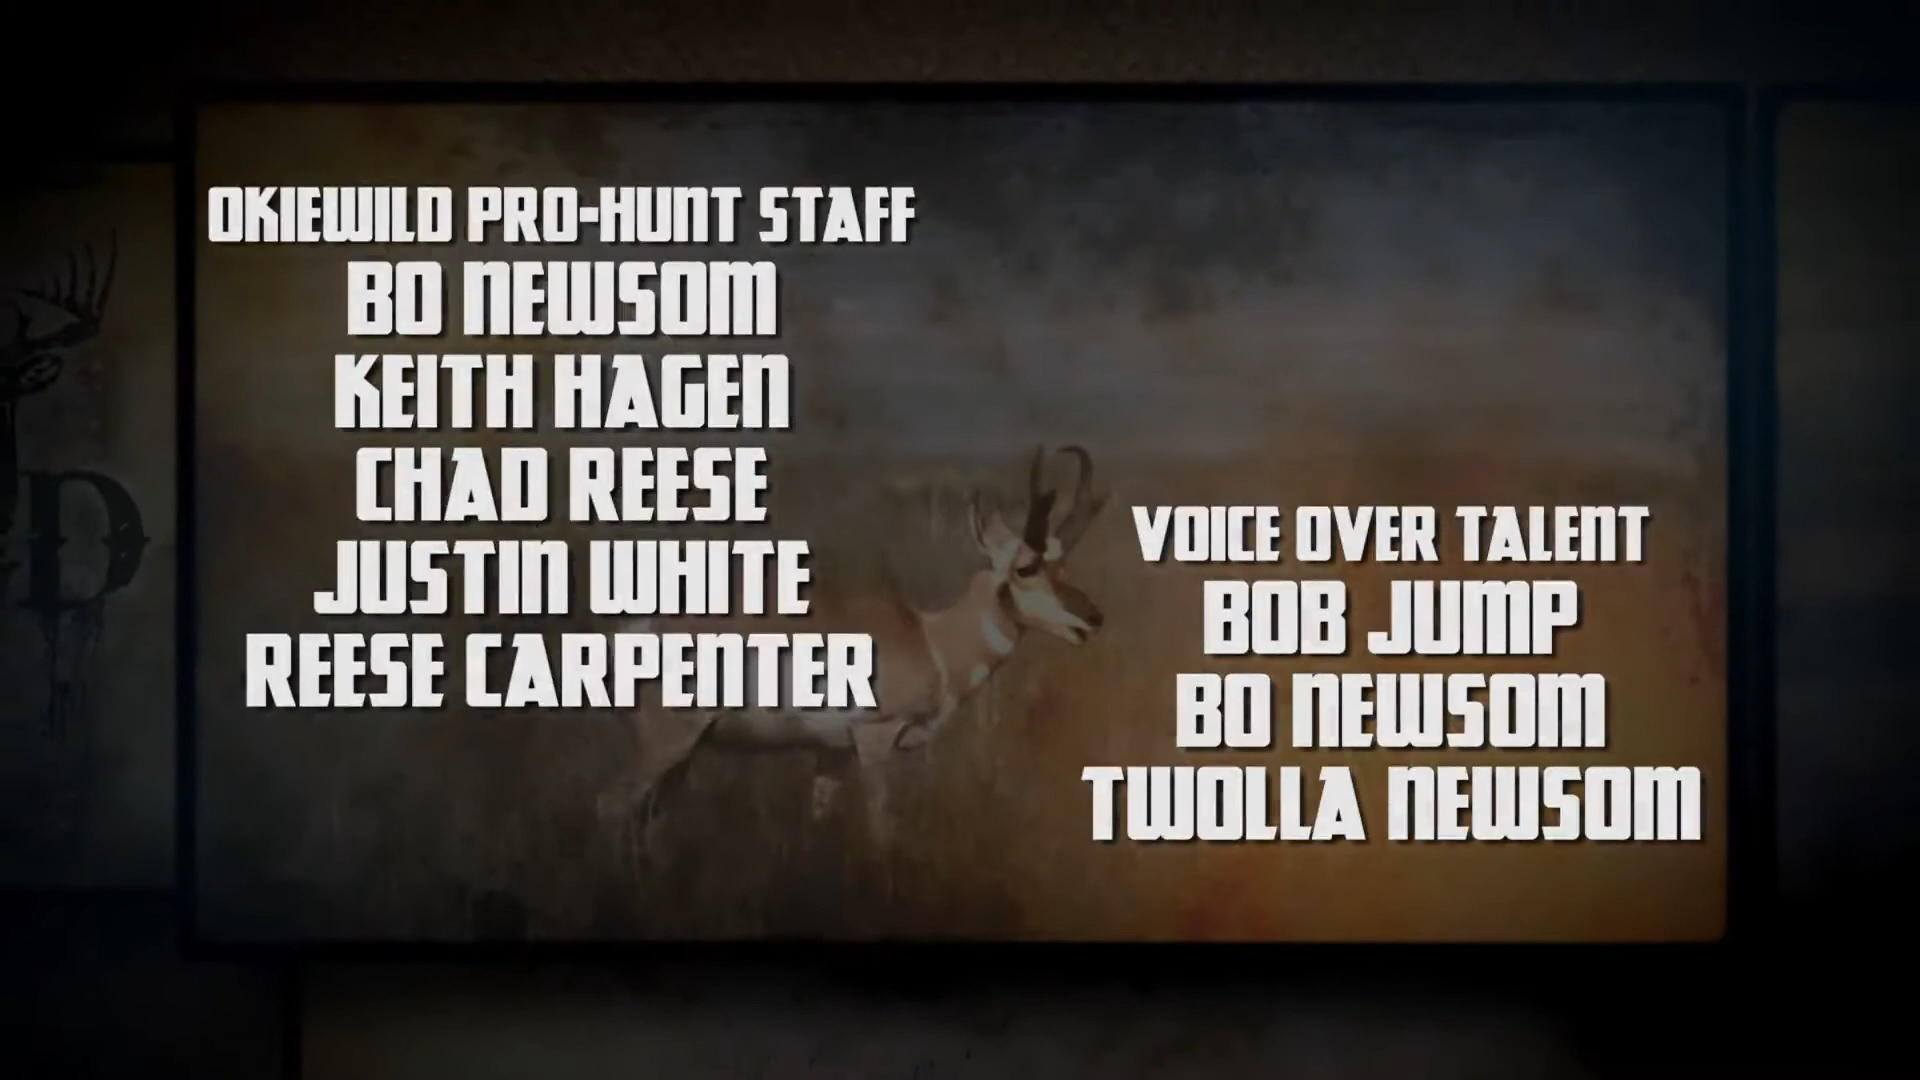 OKIEWILD PRO-HUNT STAFF
BO NEWSOM
KEITH HAGEN
CHAD REESE
JUSTIN WHITE
REESE CARPENTER
VOICE OVER TALENT
BOB JUMP
BO NEWSOM
TWOLLA NEWSOM
D